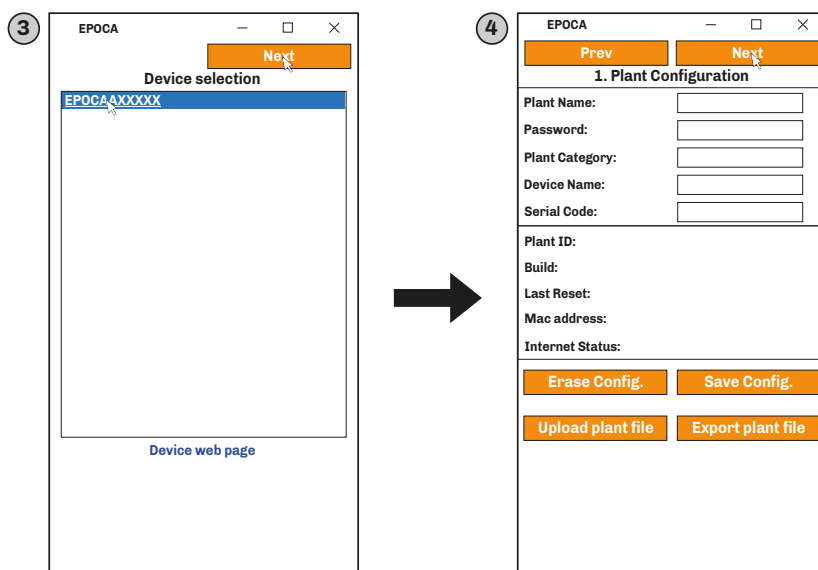 3
EPOCA
Next
Device selection
EPOCAAXXXXX
Device web page
4
EPOCA
Prev
Next
1. Plant Configuration
Plant Name:
Password:
Plant Category:
Device Name:
Serial Code:
Plant ID:
Build:
Last Reset:
Mac address:
Internet Status:
Erase Config.
Save Config.
Upload plant file
Export plant file